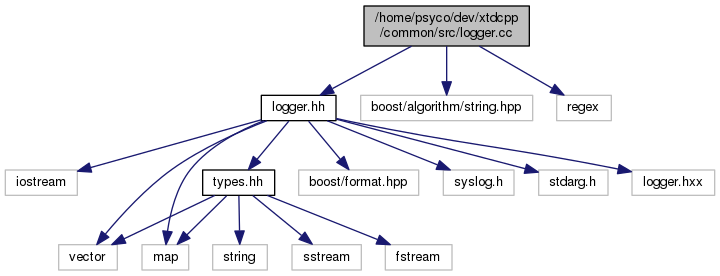 /home/psyco/dev/xtdcpp
/common/src/logger.cc
logger.hh
boost/algorithm/string.hpp
regex
iostream
types.hh
boost/format.hpp
syslog.h
stdarg.h
logger.hxx
vector
map
string
sstream
fstream